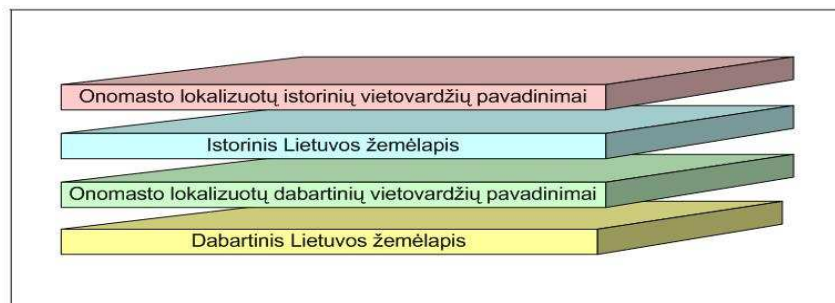 Onomasto lokalizuotų istorinių vietovardžių pavadinimai
Istorinis Lietuvos žemėlapis
Onomasto lokalizuotų dabartinių vietovardžių pavadinimai
Dabartinis Lietuvos žemėlapis